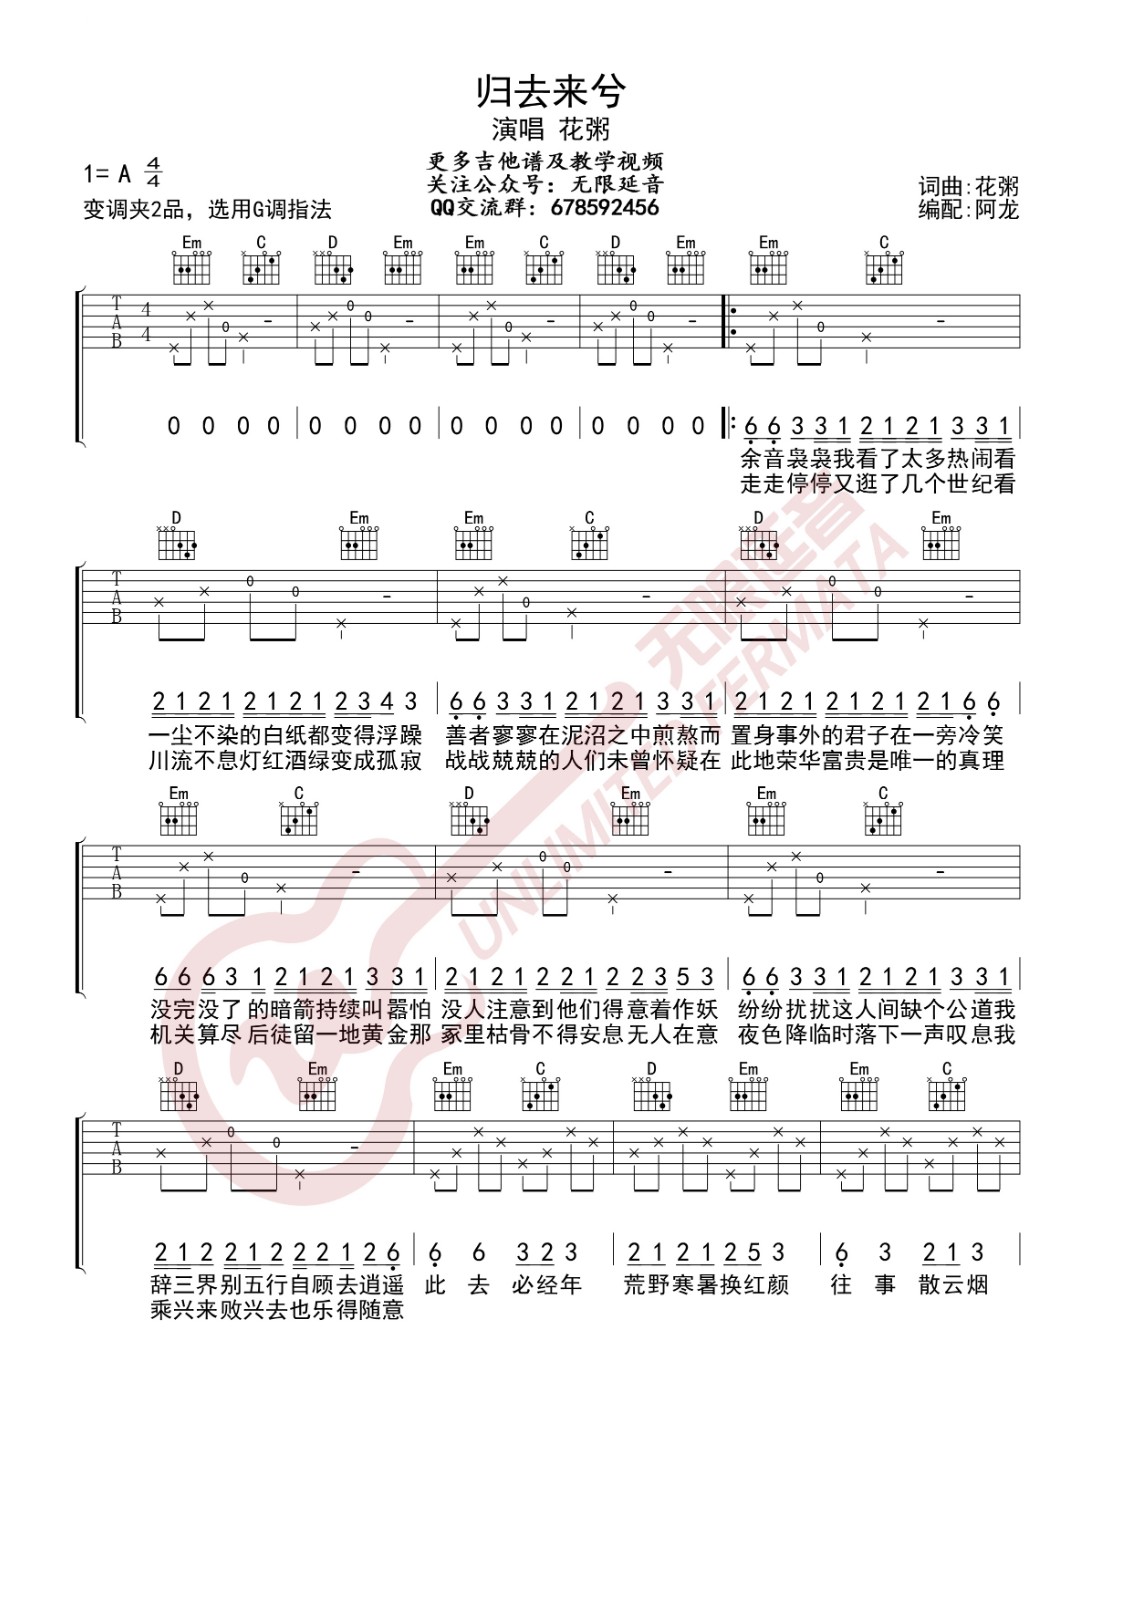 归去来兮
演唱 花粥
更多吉他谱及教学视频
关注公众号：无限延音
QQ交流群：678592456
1= A 4/4
变调夹2品，选用G调指法
词曲:花粥
编配:阿龙
Em C D Em Em C D Em Em C
T A B 4 4
0 0 0 0 0 0 0 0 0 0 0 0 0 0 0 0 6 6 3 3 1 2 1 2 1 3 3 1
余音袅袅我看了太多热闹看
走走停停又逛了几个世纪看
D Em Em C D Em
T A B
2 1 2 1 2 1 2 1 2 3 4 3 6 6 3 3 1 2 1 2 1 3 3 1 2 1 2 1 2 1 2 1 2 1 6 6
一尘不染的白纸都变得浮躁 善者寥寥在泥沼之中煎熬而 置身事外的君子在一旁冷笑
川流不息灯红酒绿变成孤寂 战战兢兢的人们未曾怀疑在 此地荣华富贵是唯一的真理
Em C D Em Em C
T A B
6 6 6 3 1 2 1 2 1 3 3 1 2 1 2 1 2 2 1 2 2 3 5 3 6 6 3 3 1 2 1 2 1 3 3 1
没完没了 的暗箭持续叫嚣怕 没人注意到他们得意着作妖 纷纷扰扰这人间缺个公道我
机关算尽 后徒留一地黄金那 冢里枯骨不得安息无人在意 夜色降临时落下一声叹息我
D Em Em C D Em Em C
T A B
2 1 2 2 1 2 2 2 1 2 6 6 6 3 2 3 2 1 2 1 2 5 3 6 3 2 1 3
辞三界别五行自顾去逍遥 此 去 必经年 荒野寒暑换红颜 往 事 散云烟
乘兴来败兴去也乐得随意
无限延音
UNLIMITED FERMATA